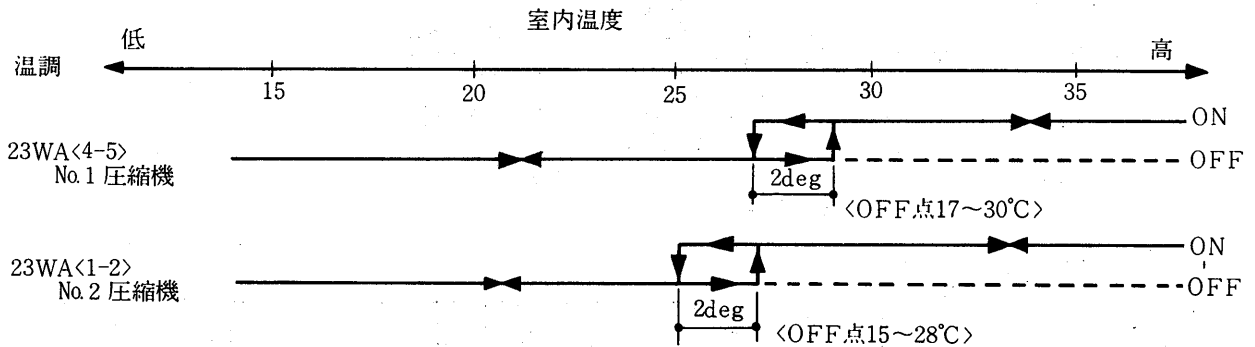 室内温度
低
高
温調
15 20 25 30 35
ON
23WA<4-5>
No.1 圧縮機
OFF
2deg
<OFF点17～30℃>
ON
23WA<1-2>
No.2 圧縮機
OFF
2deg
<OFF点15～28℃>